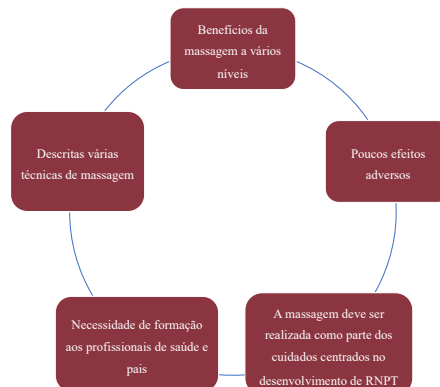 Benefícios da
massagem a vários
níveis
Poucos efeitos
adversos
A massagem deve ser
realizada como parte dos
cuidados centrados no
desenvolvimento de RNPT
Necessidade de formação
aos profissionais de saúde e
pais
Descritas várias
técnicas de massagem